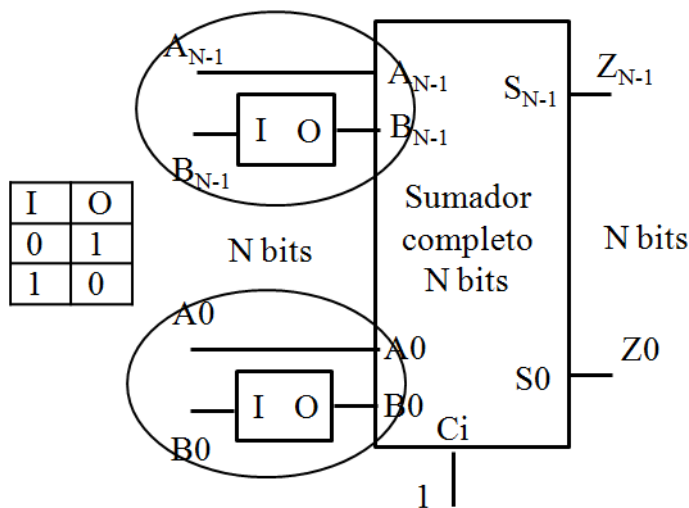 A_{N-1}
A_{N-1}
S_{N-1}
Z_{N-1}
I O
B_{N-1}
B_{N-1}
I O
0 1
1 0
N bits
Sumador
completo
N bits
N bits
A0
A0
Z0
S0
I O
B0
B0
Ci
1